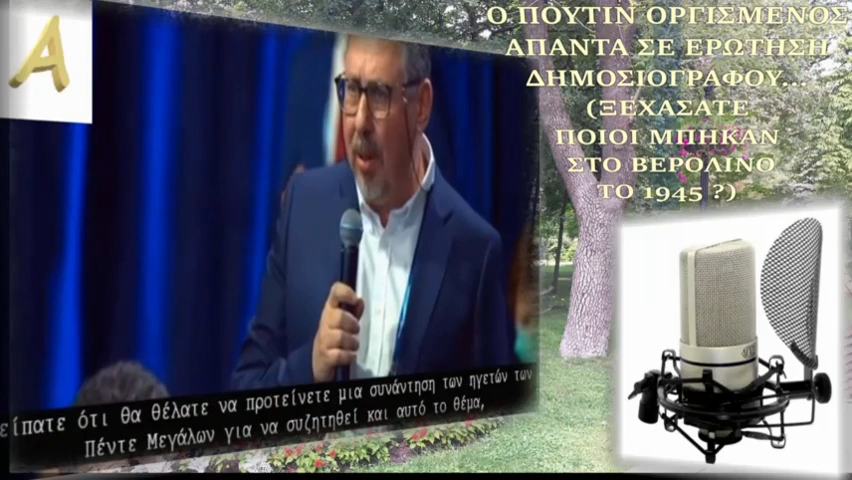 A
Ο ΠΟΥΤΙΝ ΟΡΓΙΣΜΕΝΟΣ
ΑΠΑΝΤΑ ΣΕ ΕΡΩΤΗΣΗ
ΔΗΜΟΣΙΟΓΡΑΦΟΥ...
(ΞΕΧΑΣΑΤΕ
ΠΟΙΟΙ ΜΠΗΚΑΝ
ΣΤΟ ΒΕΡΟΛΙΝΟ
ΤΟ 1945 ?)
είπατε ότι θα θέλατε να προτείνετε μια συνάντηση των ηγετών των
Πέντε Μεγάλων για να συζητηθεί και αυτό το θέμα,